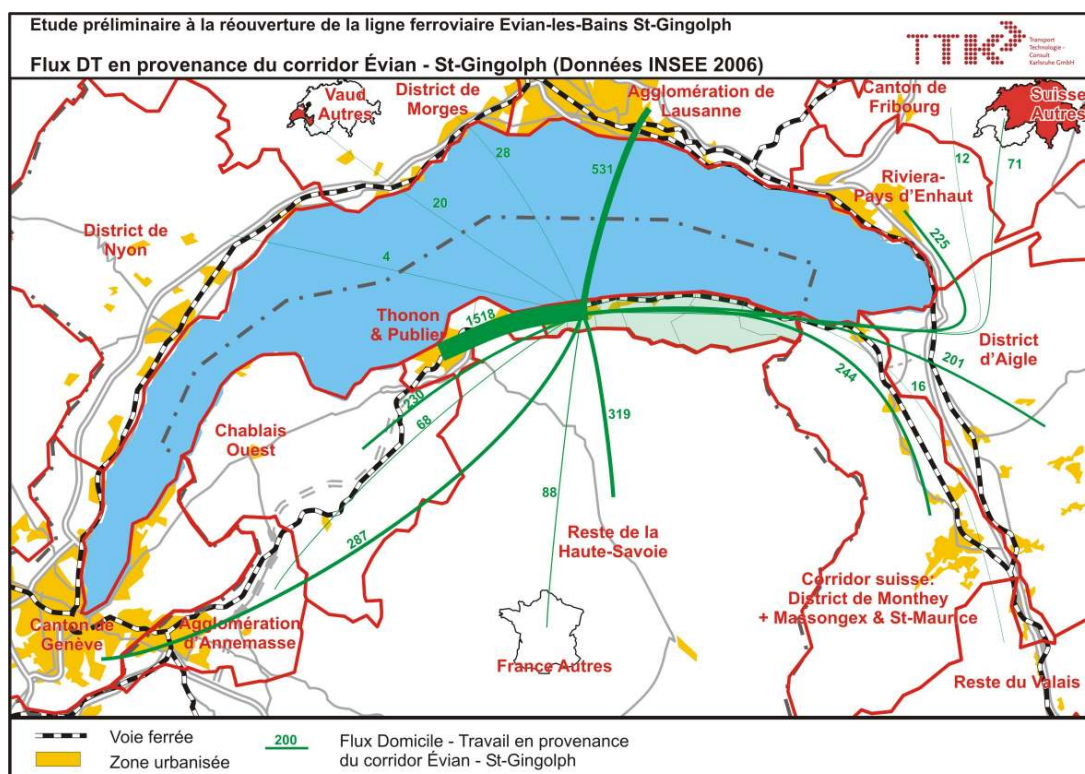 Etude préliminaire à la réouverture de la ligne ferroviaire Evian-les-Bains St-Gingolph
Flux DT en provenance du corridor Évian - St-Gingolph (Données INSEE 2006)
TTK
Transport
Technologie -
Consult
Karlsruhe GmbH
Vaud
Autres
District de
Morges
Agglomération de
Lausanne
Canton de
Fribourg
Suisse
Autres
28
531
12
71
Riviera-
Pays d'Enhaut
20
225
District de
Nyon
4
Thonon
& Publier
1518
District
d'Aigle
201
244
16
230
68
319
Chablais
Ouest
88
287
Reste de la
Haute-Savoie
Canton de
Genève
Agglomération
d'Annemasse
France Autres
Corridor suisse:
District de Monthey
+ Massongex & St-Maurice
Reste du Valais
Voie ferrée
Zone urbanisée
200
Flux Domicile - Travail en provenance
du corridor Évian - St-Gingolph